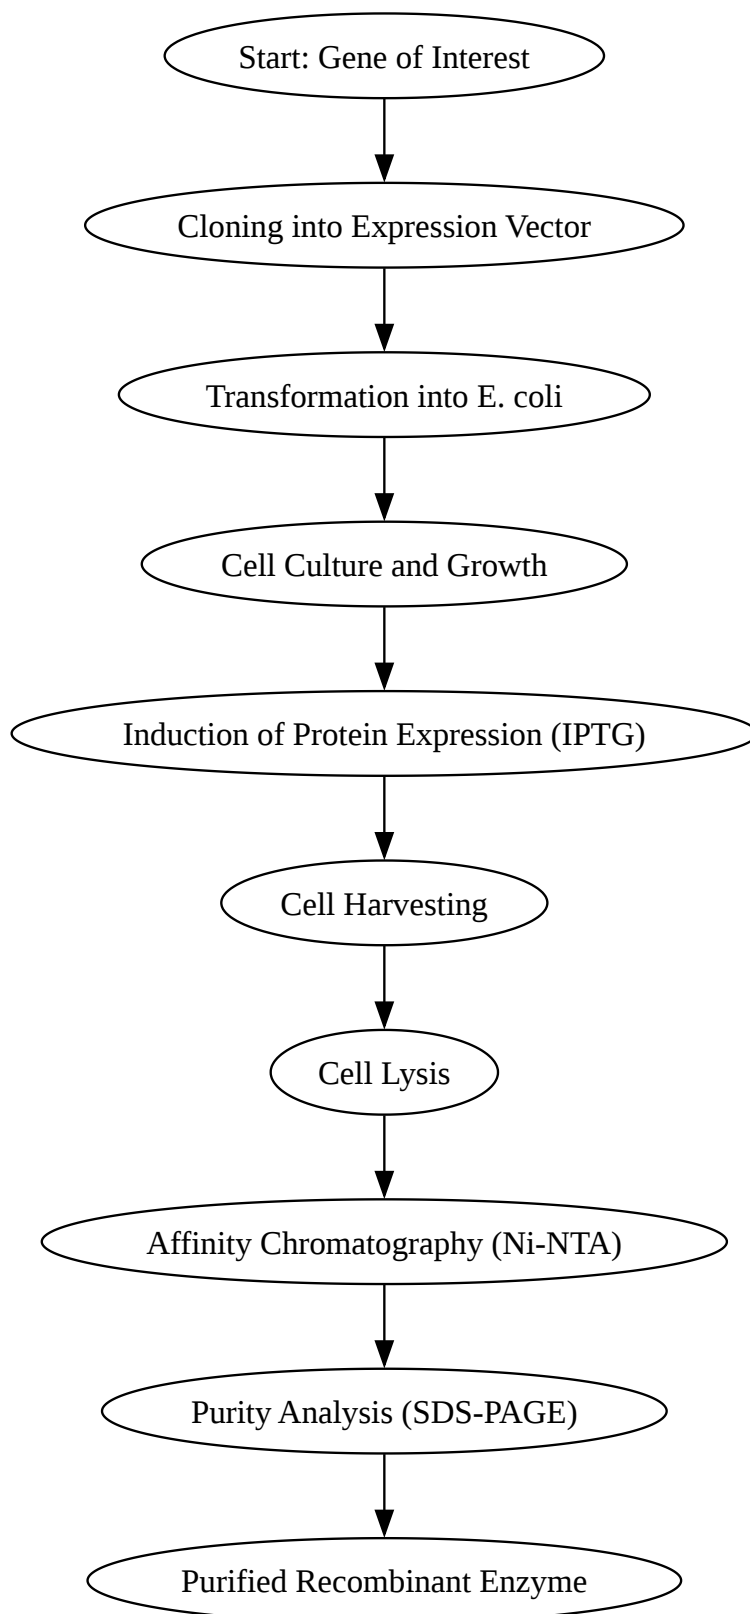 Start: Gene of Interest
Cloning into Expression Vector
Transformation into E. coli
Cell Culture and Growth
Induction of Protein Expression (IPTG)
Cell Harvesting
Cell Lysis
Affinity Chromatography (Ni-NTA)
Purity Analysis (SDS-PAGE)
Purified Recombinant Enzyme